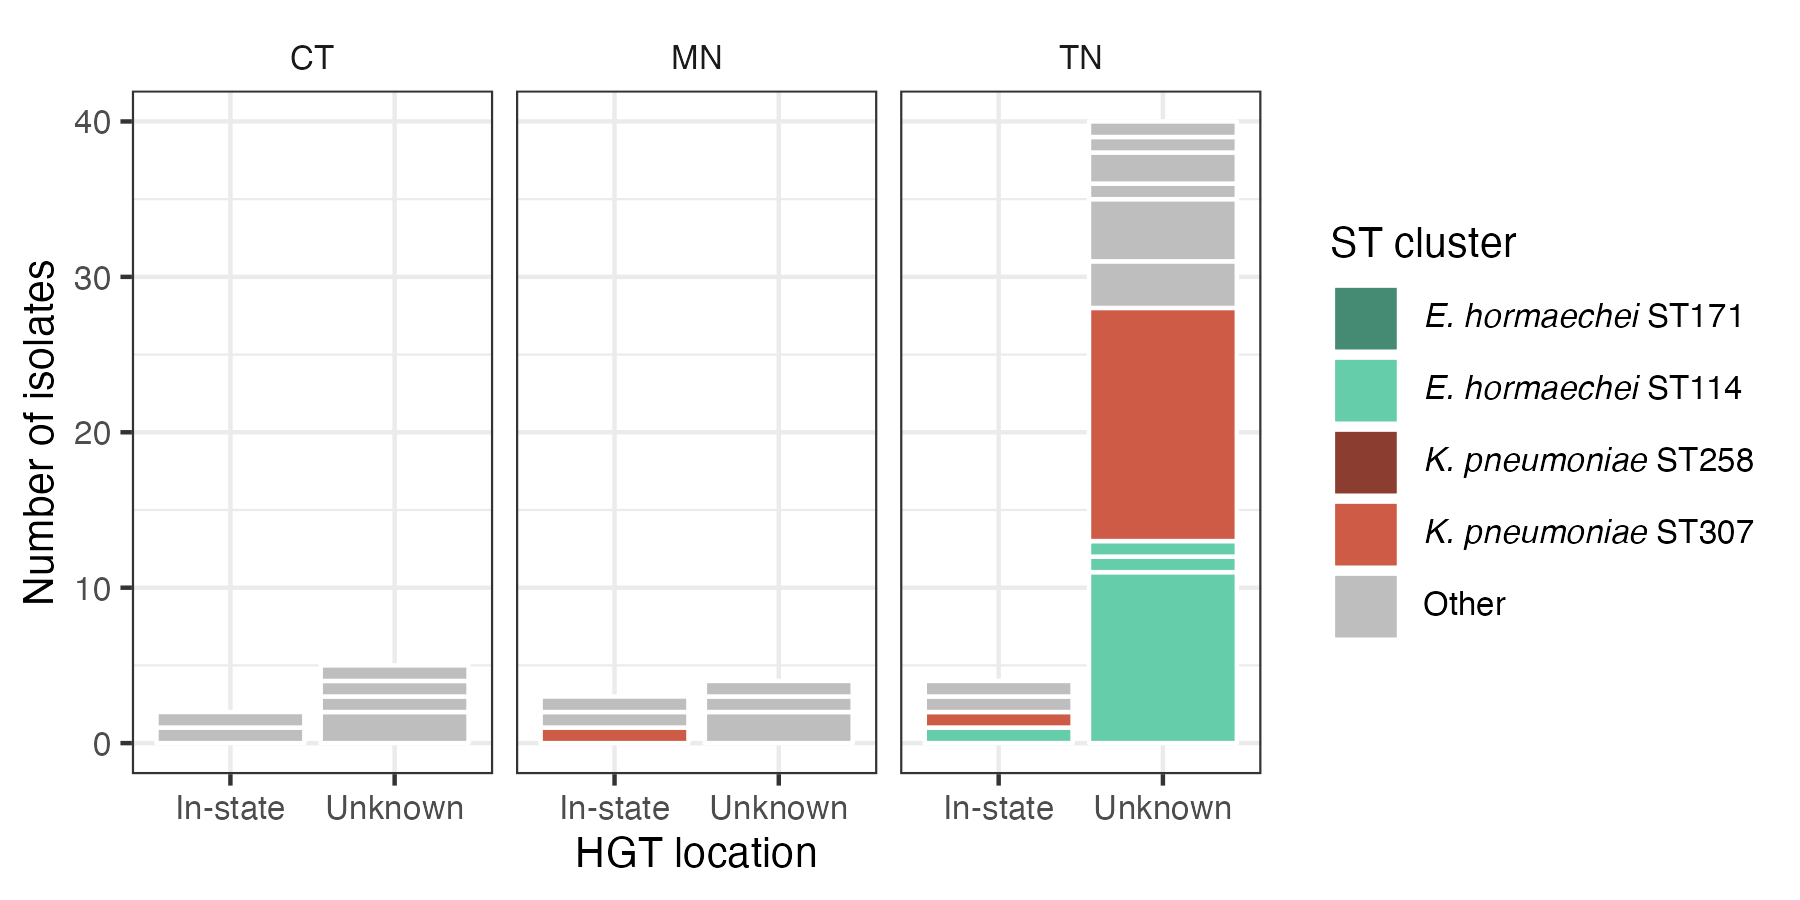 CT
MN
TN
Number of isolates
40
30
20
10
0
In-state
Unknown
In-state
Unknown
In-state
Unknown
HGT location
ST cluster
E. hormaechei ST171
E. hormaechei ST114
K. pneumoniae ST258
K. pneumoniae ST307
Other